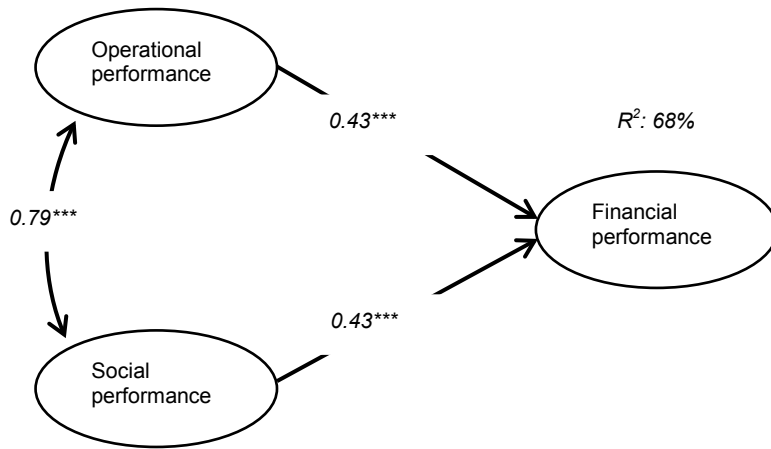 Operational
performance
0.43***
R²: 68%
Financial
performance
0.79***
0.43***
Social
performance